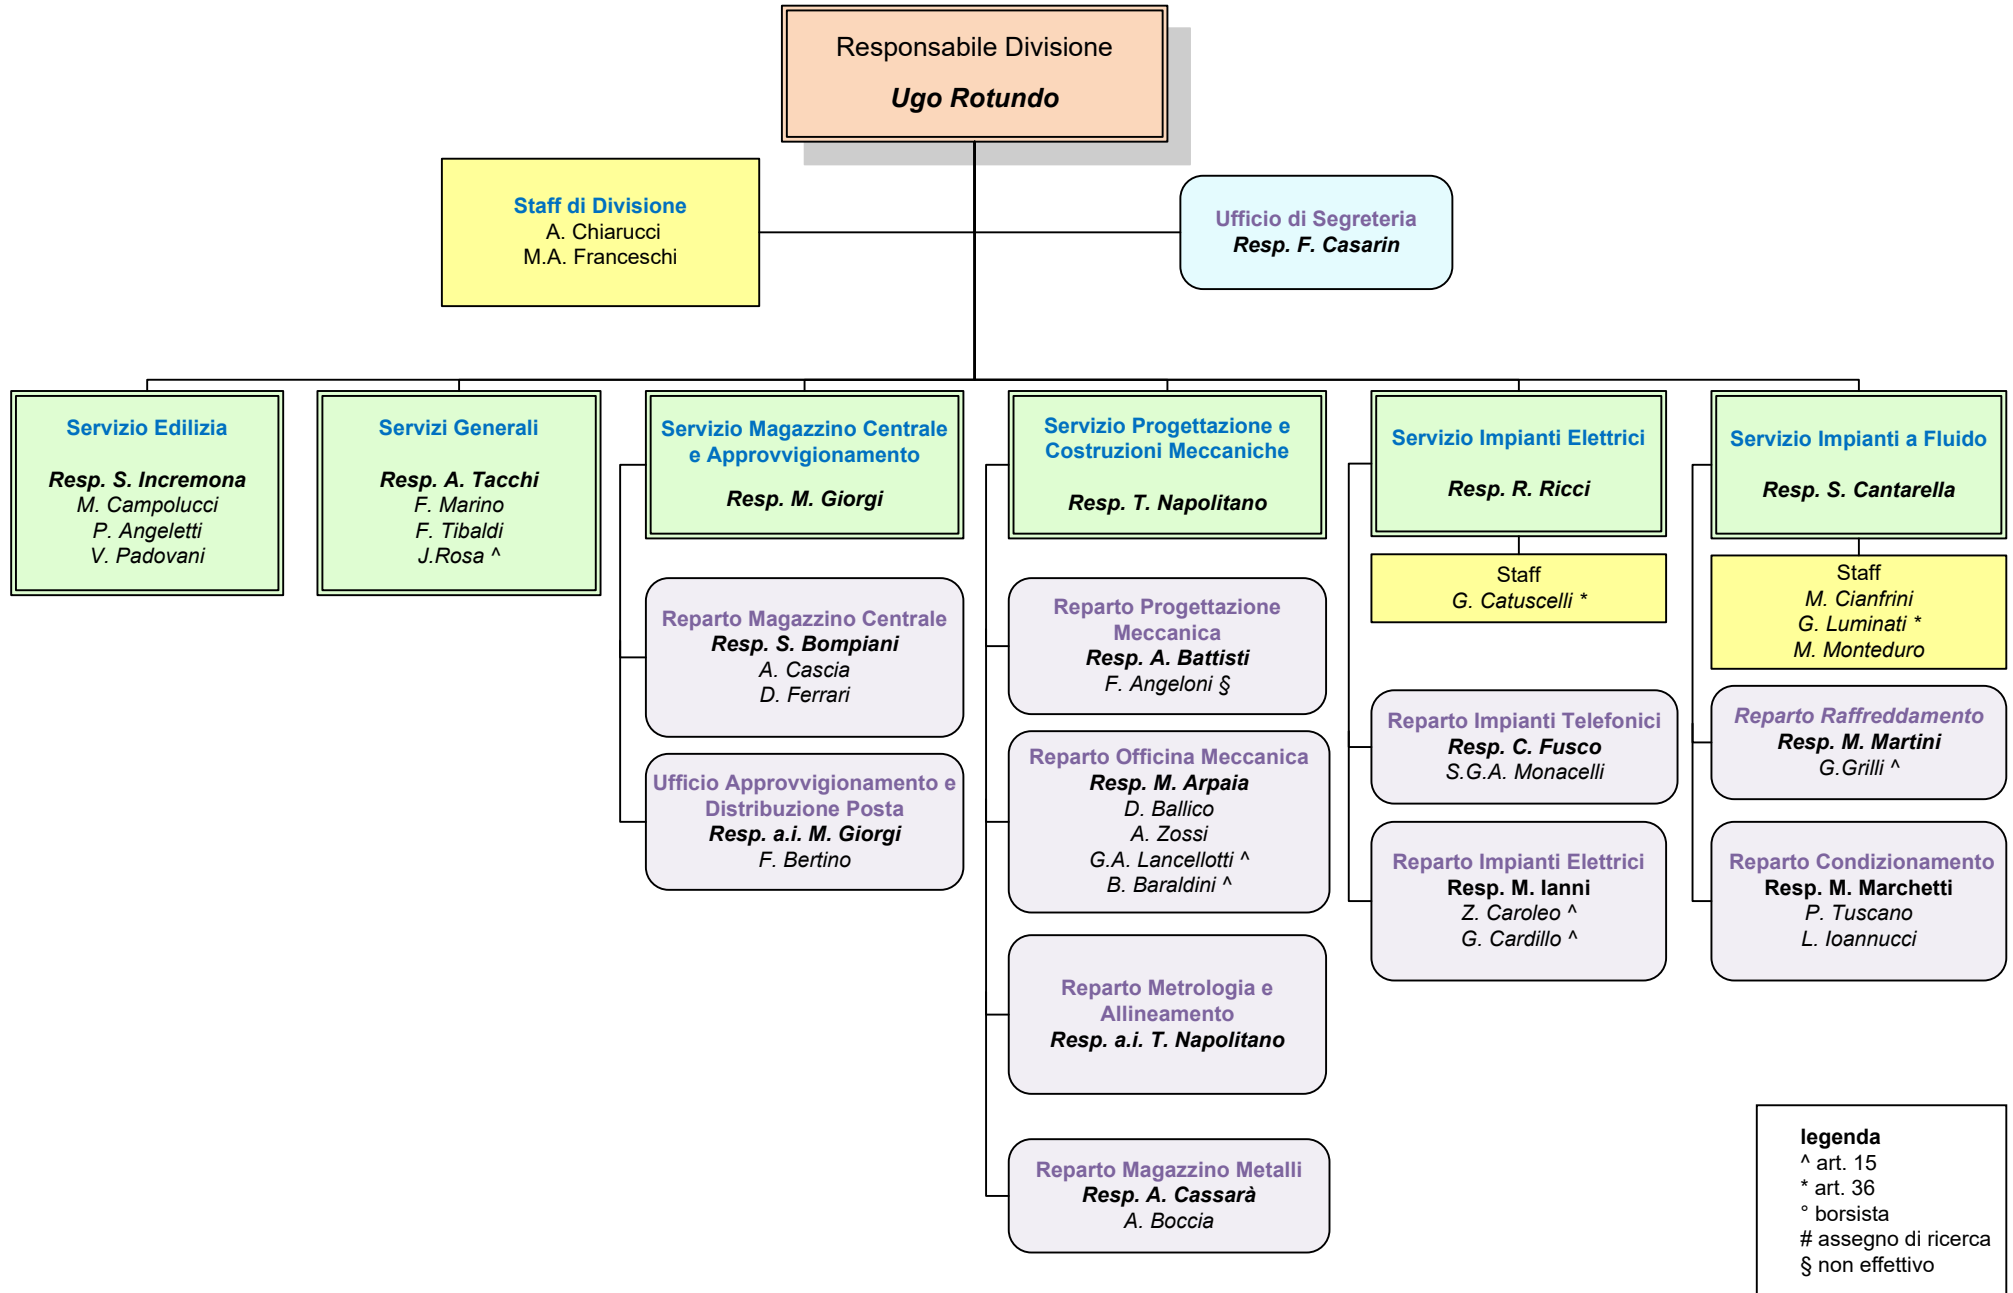 Responsabile Divisione
Ugo Rotundo
Staff di Divisione
A. Chiarucci
M.A. Franceschi
Ufficio di Segreteria
Resp. F. Casarin
Servizio Edilizia
Resp. S. Incremona
M. Campolucci
P. Angeletti
V. Padovani
Servizi Generali
Resp. A. Tacchi
F. Marino
F. Tibaldi
J.Rosa ^
Servizio Magazzino Centrale
e Approvvigionamento
Resp. M. Giorgi
Reparto Magazzino Centrale
Resp. S. Bompiani
A. Cascia
D. Ferrari
Ufficio Approvvigionamento e
Distribuzione Posta
Resp. a.i. M. Giorgi
F. Bertino
Servizio Progettazione e
Costruzioni Meccaniche
Resp. T. Napolitano
Reparto Progettazione
Meccanica
Resp. A. Battisti
F. Angeloni §
Reparto Officina Meccanica
Resp. M. Arpaia
D. Ballico
A. Zossi
G.A. Lancellotti ^
B. Baraldini ^
Reparto Metrologia e
Allineamento
Resp. a.i. T. Napolitano
Reparto Magazzino Metalli
Resp. A. Cassarà
A. Boccia
Servizio Impianti Elettrici
Resp. R. Ricci
Staff
G. Catuscelli *
Reparto Impianti Telefonici
Resp. C. Fusco
S.G.A. Monacelli
Reparto Impianti Elettrici
Resp. M. Ianni
Z. Caroleo ^
G. Cardillo ^
Servizio Impianti a Fluido
Resp. S. Cantarella
Staff
M. Cianfrini
G. Luminati *
M. Monteduro
Reparto Raffreddamento
Resp. M. Martini
G.Grilli ^
Reparto Condizionamento
Resp. M. Marchetti
P. Tuscano
L. Ioannucci
legenda
^ art. 15
* art. 36
° borsista
# assegno di ricerca
§ non effettivo